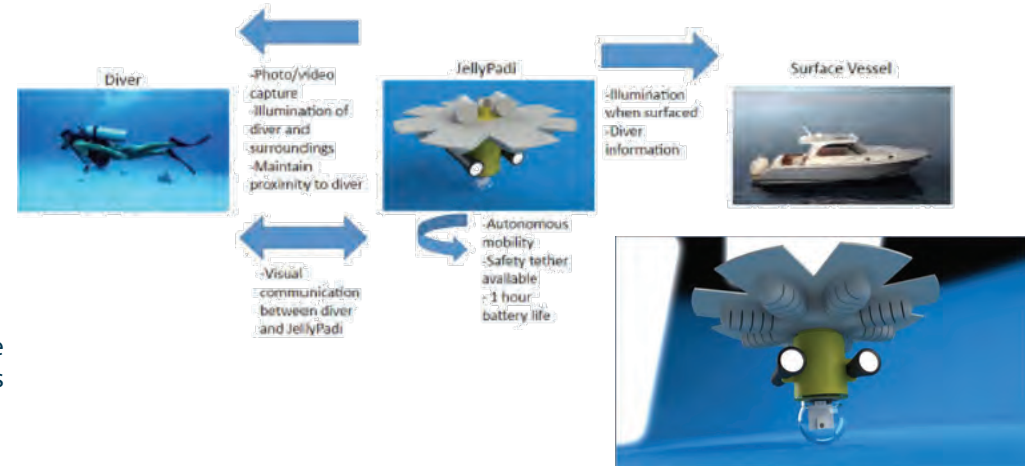 Diver
-Photo/video
capture
-Illumination of
diver and
surroundings
-Maintain
proximity to diver
-Visual
communication
between diver
and JellyPadi
JellyPadi
-Autonomous
mobility
-Safety tether
available
- 1 hour
battery life
-Illumination
when surfaced
-Diver
information
Surface Vessel
e
s